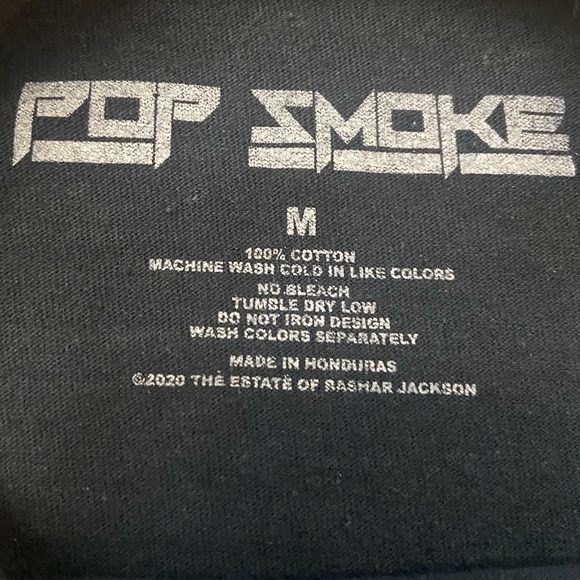 POP SMOKE
M
100% COTTON
MACHINE WASH COLD IN LIKE COLORS
NO BLEACH
TUMBLE DRY LOW
DO NOT IRON DESIGN
WASH COLORS SEPARATELY
MADE IN HONDURAS
©2020 THE ESTATE OF BASHAR JACKSON